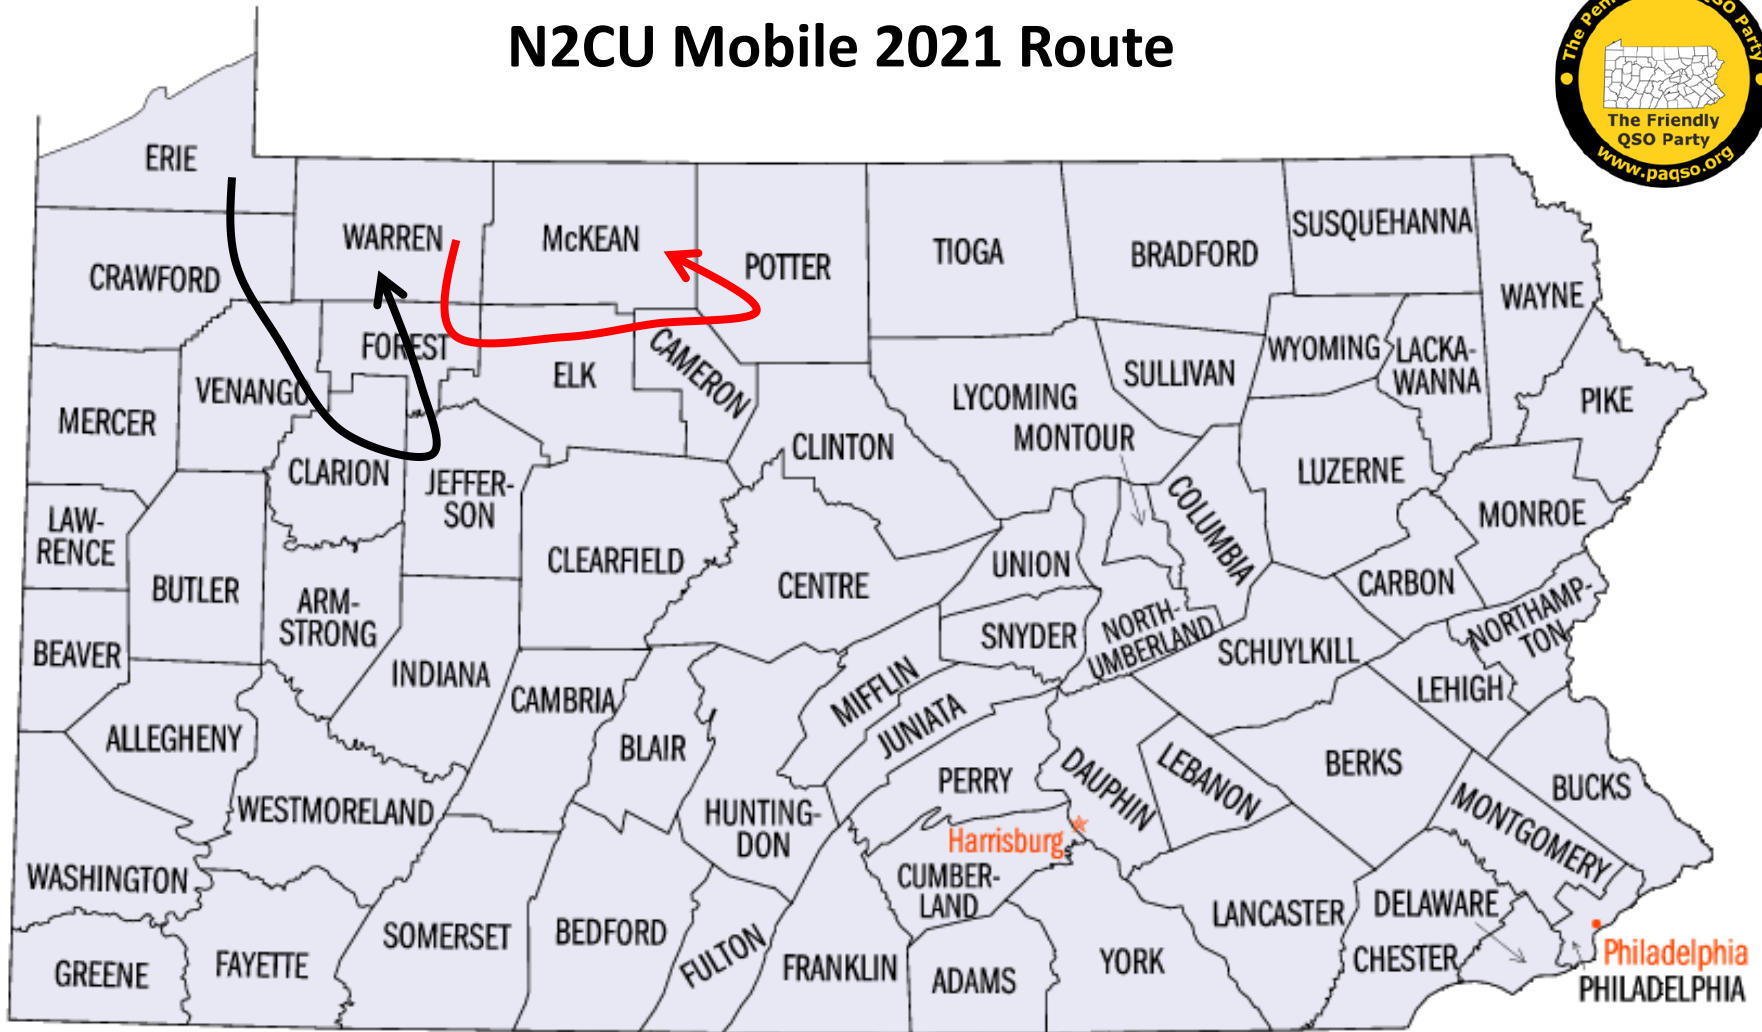 N2CU Mobile 2021 Route
QSO Party
The Friendly
QSO Party
www.paqso.org
ERIE
WARREN
McKEAN
POTTER
TIOGA
BRADFORD
SUSQUEHANNA
WAYNE
CRAWFORD
FOREST
ELK
CAMERON
VENANGO
MERCER
WYOMING
LACKA-
WANNA
SULLIVAN
LYCOMING
PIKE
MONTOUR
CLINTON
CLARION
JEFFER-
SON
LUZERNE
COLUMBIA
MONROE
LAW-
RENCE
BUTLER
CLEARFIELD
CENTRE
UNION
CARBON
ARM-
STRONG
NORTHAMP-
TON
BEAVER
SNYDER
NORTH-
UMBERLAND
SCHUYLKILL
INDIANA
CAMBRIA
MIFFLIN
LEHIGH
ALLEGHENY
BLAIR
JUNIATA
PERRY
DAUPHIN
LEBANON
BERKS
BUCKS
WESTMORELAND
HUNTING-
DON
Harrisburg
MONTGOMERY
WASHINGTON
CUMBER-
LAND
LANCASTER
DELAWARE
SOMERSET
BEDFORD
FULTON
FRANKLIN
ADAMS
YORK
CHESTER
Philadelphia
PHILADELPHIA
GREENE
FAYETTE